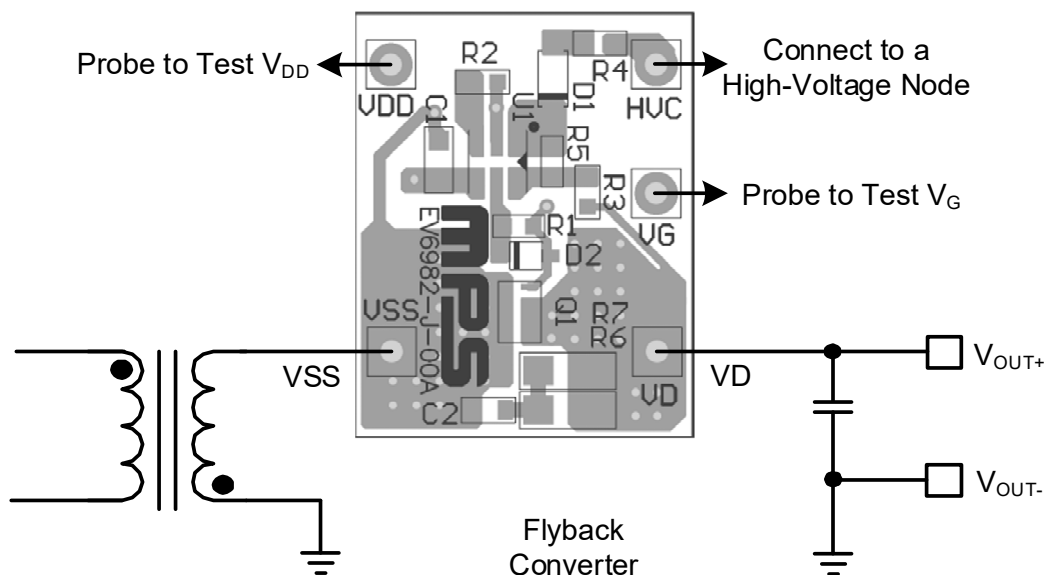 Probe to Test VDD
VDD
R2
C1
U1
D1
R4
HVC
Connect to a
High-Voltage Node
R5
R3
VG
Probe to Test VG
R1
D2
EV6982-J-00A
MPS
Q1
R7
R6
VSS
VSS
VD
VD
C2
VOUT+
VOUT-
Flyback
Converter